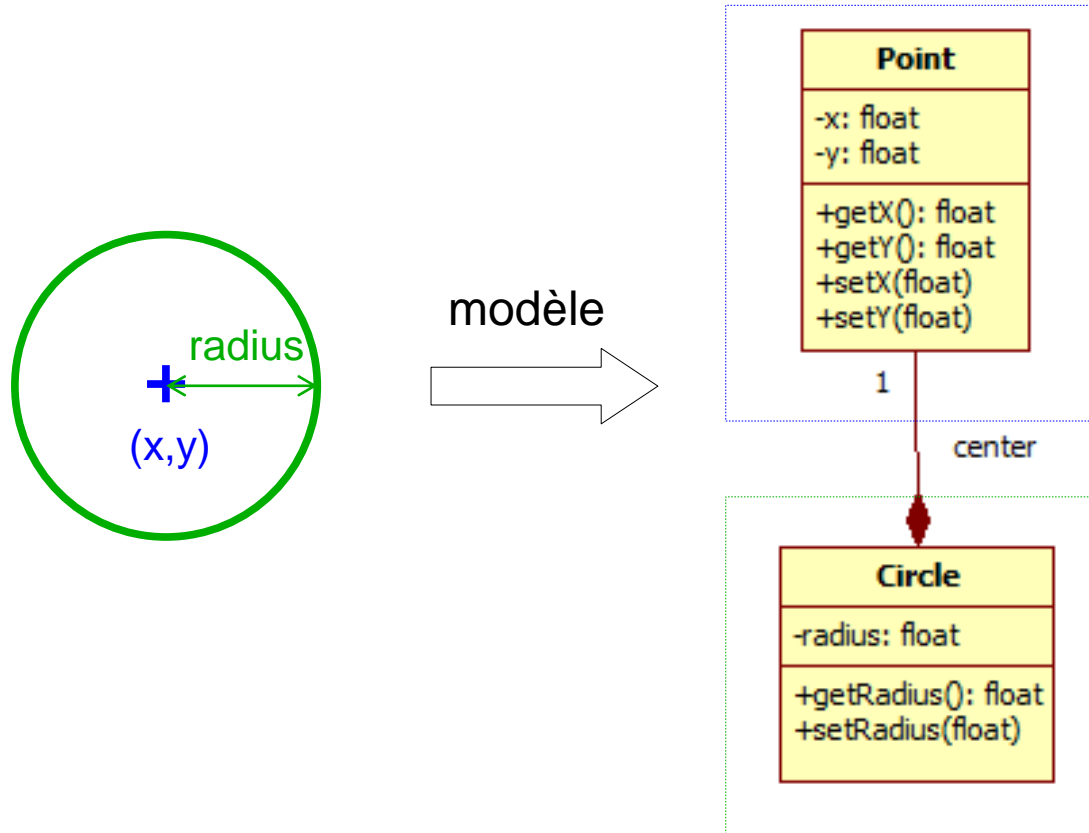 radius
(x,y)
modèle
Point
-x: float
-y: float
+getX(): float
+getY(): float
+setX(float)
+setY(float)
1
center
Circle
-radius: float
+getRadius(): float
+setRadius(float)